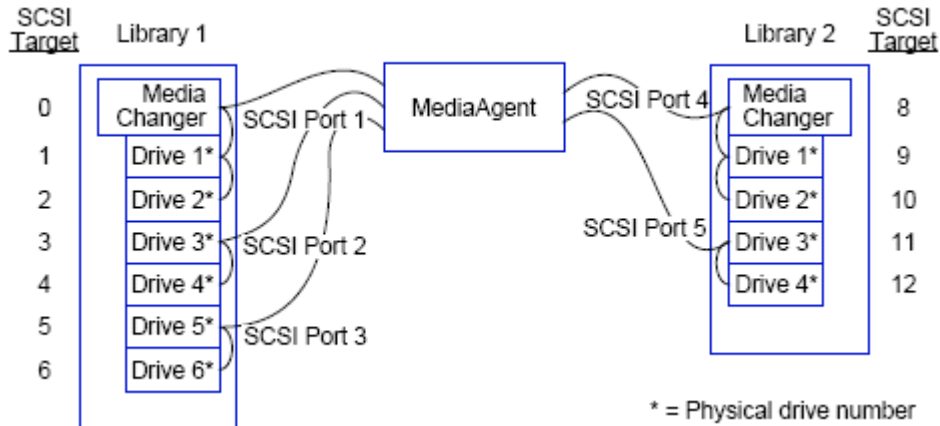 SCSI
Target
Library 1
Library 2
SCSI
Target
0
Media
Changer
SCSI Port 1
MediaAgent
SCSI Port 4
Media
Changer
8
1
Drive 1*
Drive 1*
9
2
Drive 2*
Drive 2*
10
3
Drive 3*
SCSI Port 2
SCSI Port 5
Drive 3*
11
4
Drive 4*
Drive 4*
12
5
Drive 5*
SCSI Port 3
6
Drive 6*
* = Physical drive number